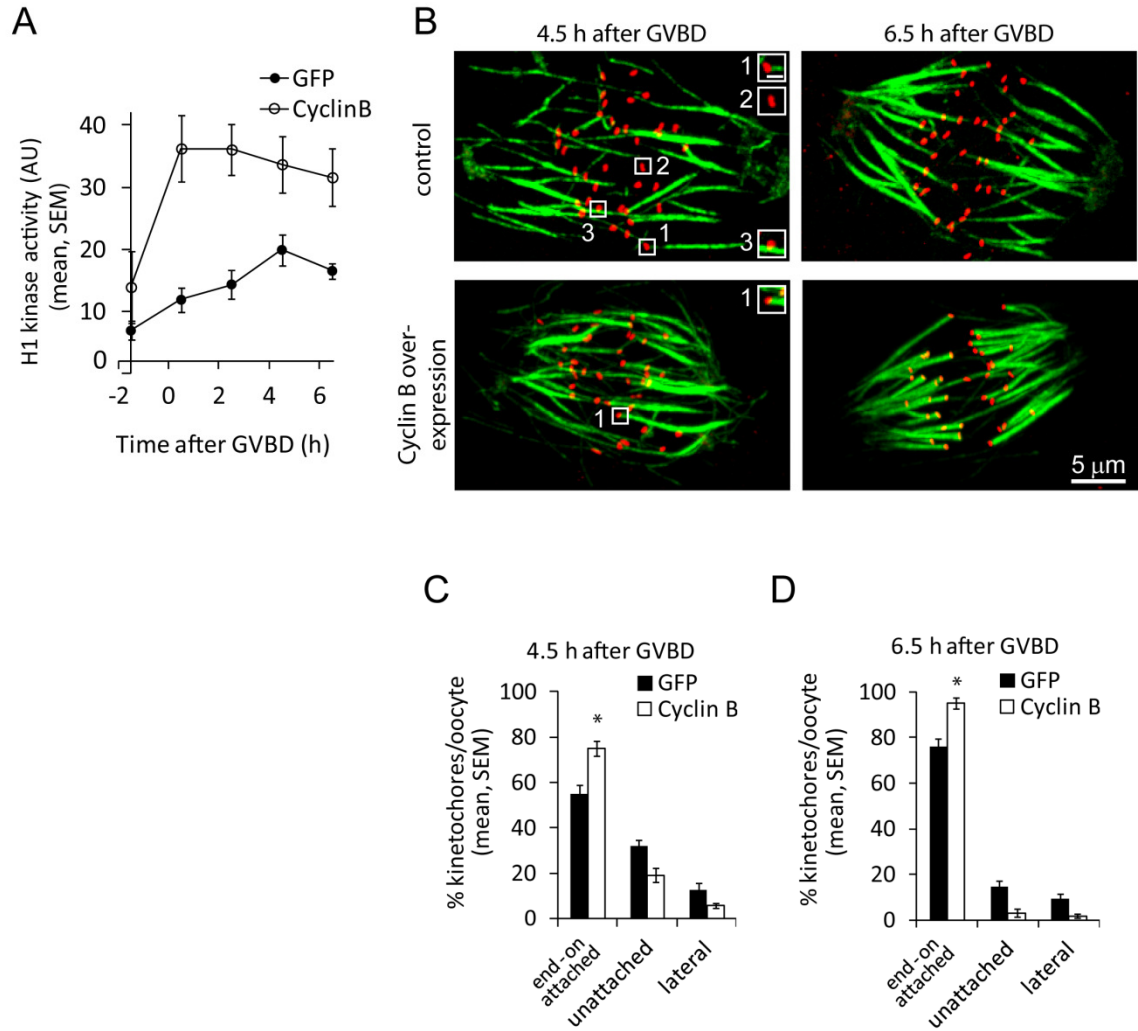 A
GFP
CyclinB
H1 kinase activity (AU)
(mean, SEM)
40
30
20
10
0
-2 0 2 4 6
Time after GVBD (h)
B
4.5 h after GVBD
6.5 h after GVBD
control
1
2
2
3
1
3
Cyclin B over-
expression
1
1
5 µm
C
4.5 h after GVBD
GFP
Cyclin B
% kinetochores/oocyte
(mean, SEM)
100
80
60
40
20
0
*
end-on
attached
unattached
lateral
D
6.5 h after GVBD
GFP
Cyclin B
% kinetochores/oocyte
(mean, SEM)
100
80
60
40
20
0
*
end-on
attached
unattached
lateral